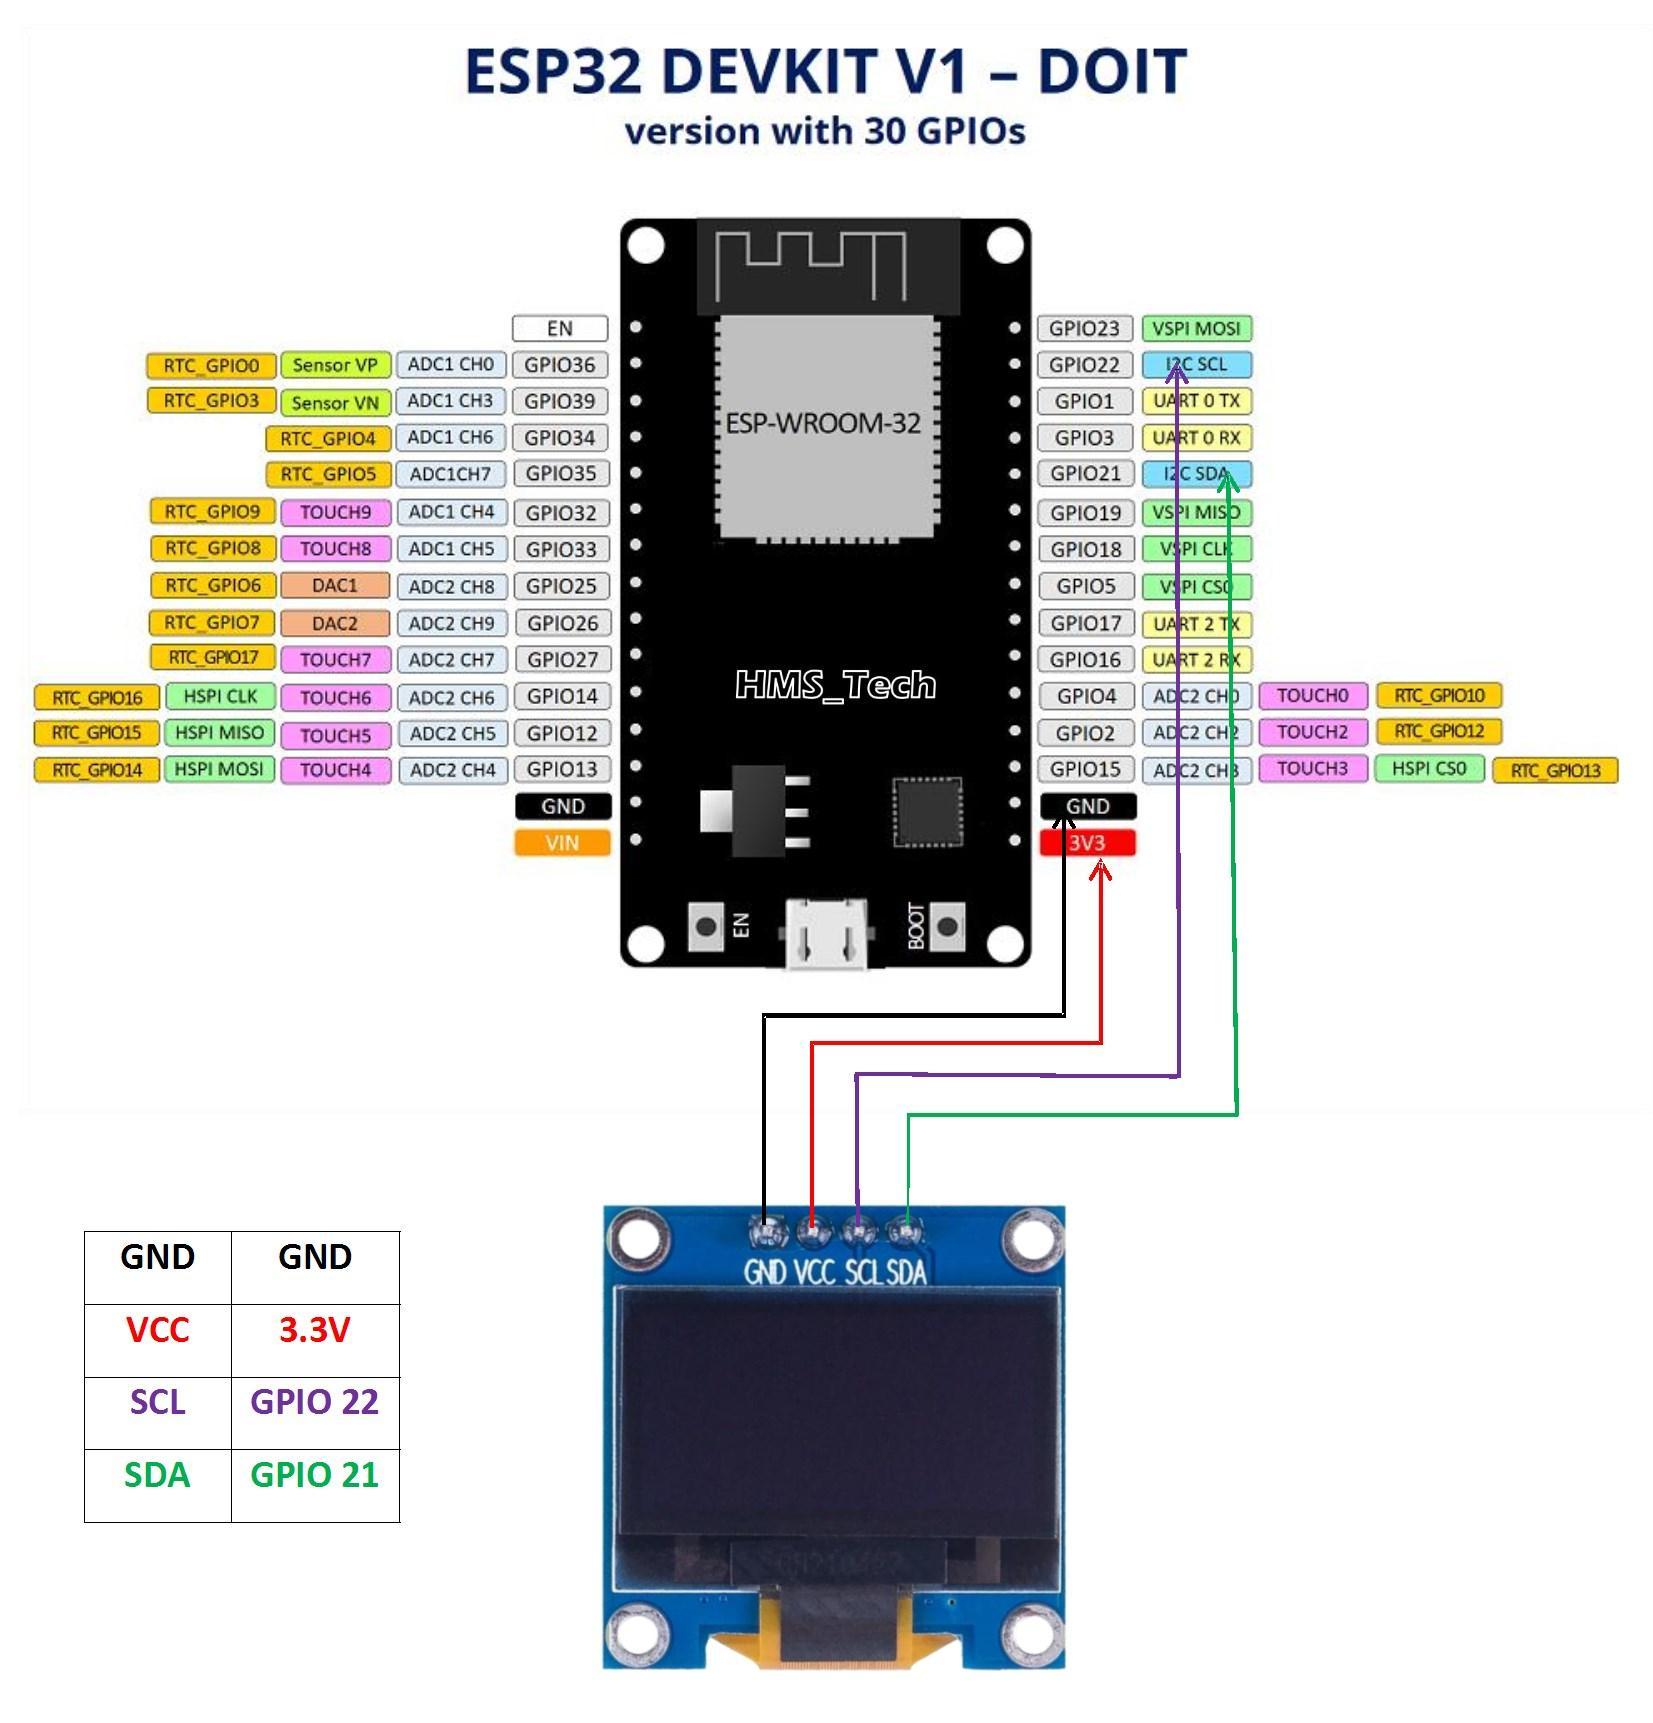 ESP32 DEVKIT V1 – DOIT
version with 30 GPIOs
EN GPIO23 VSPI MOSI
RTC_GPIO0 Sensor VP ADC1 CH0 GPIO36 GPIO22 I2C SCL
RTC_GPIO3 Sensor VN ADC1 CH3 GPIO39 GPIO1 UART 0 TX
ESP-WROOM-32
RTC_GPIO4 ADC1 CH6 GPIO34 GPIO3 UART 0 RX
RTC_GPIO5 ADC1CH7 GPIO35 GPIO21 I2C SDA
RTC_GPIO9 TOUCH9 ADC1 CH4 GPIO32 GPIO19 VSPI MISO
RTC_GPIO8 TOUCH8 ADC1 CH5 GPIO33 GPIO18 VSPI CLK
RTC_GPIO6 DAC1 ADC2 CH8 GPIO25 GPIO5 VSPI CS0
RTC_GPIO7 DAC2 ADC2 CH9 GPIO26 GPIO17 UART 2 TX
RTC_GPIO17 TOUCH7 ADC2 CH7 GPIO27 GPIO16 UART 2 RX
HMS_Tech
RTC_GPIO16 HSPI CLK TOUCH6 ADC2 CH6 GPIO14 GPIO4 ADC2 CH0 TOUCH0 RTC_GPIO10
RTC_GPIO15 HSPI MISO TOUCH5 ADC2 CH5 GPIO12 GPIO2 ADC2 CH2 TOUCH2 RTC_GPIO12
RTC_GPIO14 HSPI MOSI TOUCH4 ADC2 CH4 GPIO13 GPIO15 ADC2 CH3 TOUCH3 HSPI CS0 RTC_GPIO13
GND GND
VIN 3V3
EN BOOT
GND VCC SCL SDA
GND GND
VCC 3.3V
SCL GPIO 22
SDA GPIO 21